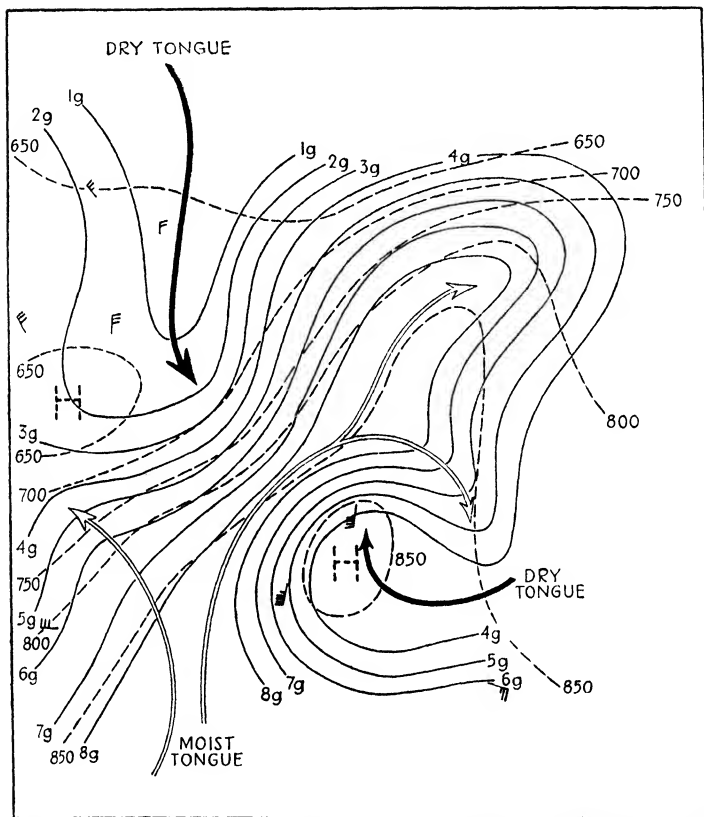 DRY TONGUE
1g
2g
650
1g
2g
3g
4g
650
700
750
F
F
650
H
800
3g
650
700
4g
750
5g
800
6g
850
H
DRY
TONGUE
4g
5g
6g
850
7g
8g
7g
850
8g
MOIST
TONGUE